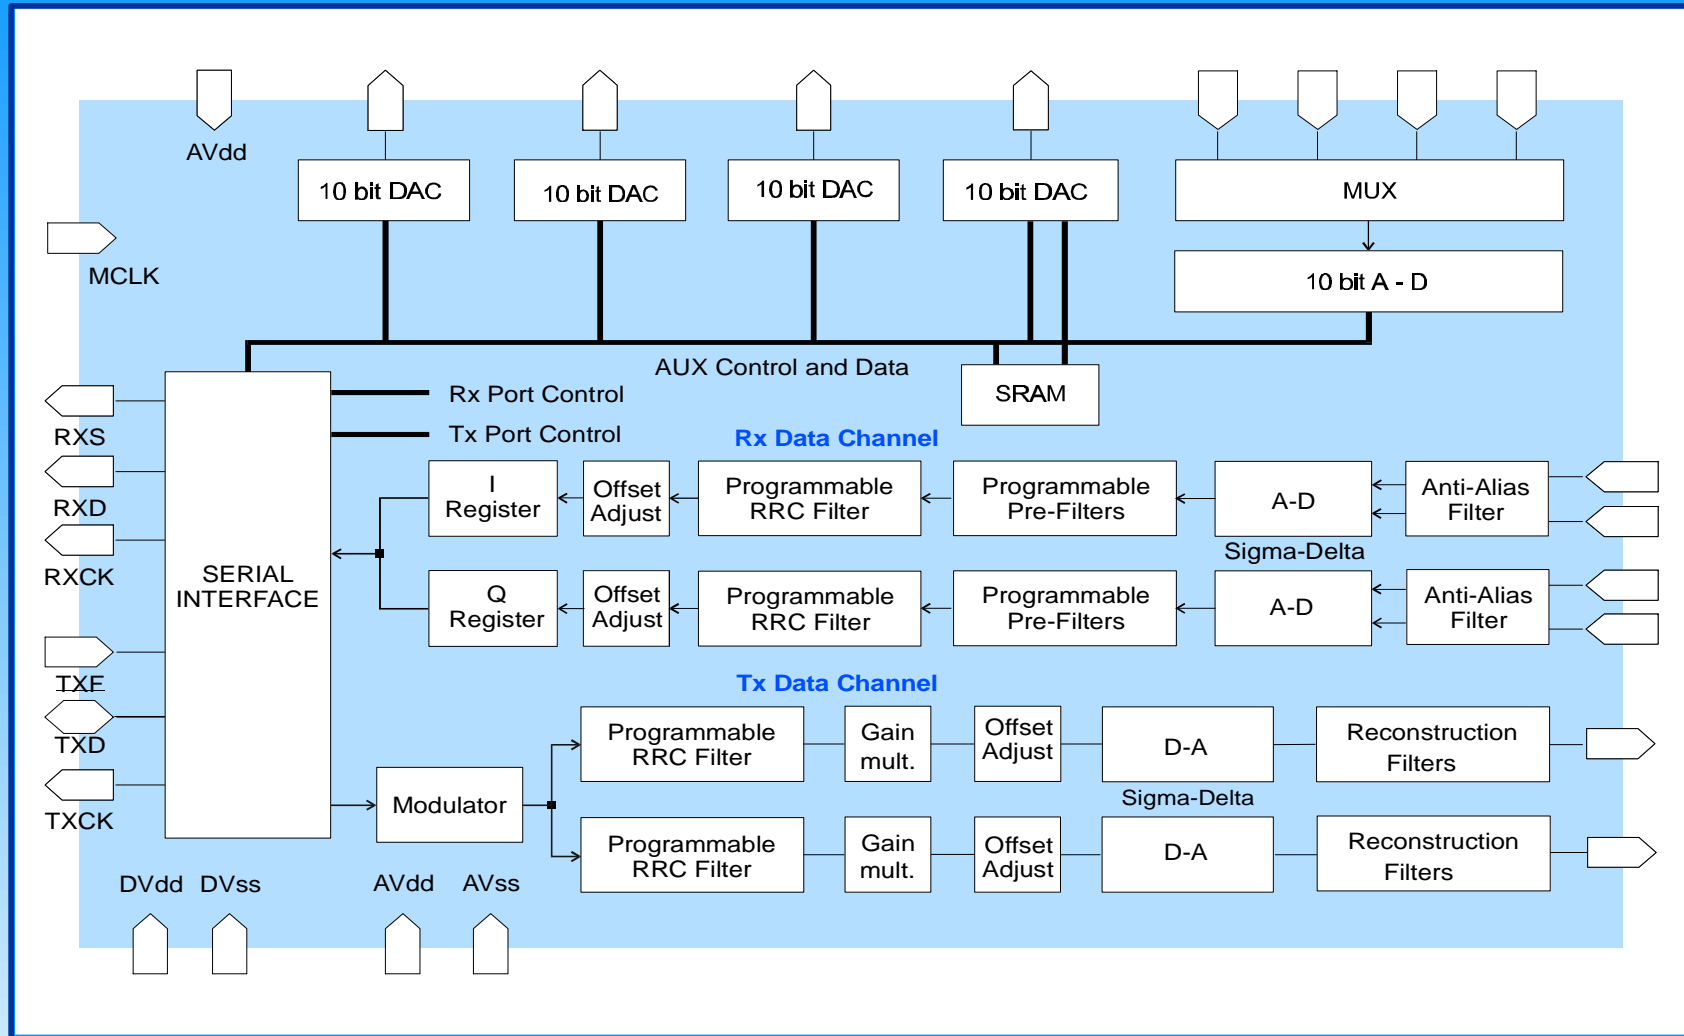 AVdd
10 bit DAC
10 bit DAC
10 bit DAC
10 bit DAC
MUX
MCLK
10 bit A - D
AUX Control and Data
SRAM
Rx Port Control
Tx Port Control
RXS
RXD
RXCK
SERIAL
INTERFACE
TXE
TXD
TXCK
Rx Data Channel
I
Register
Offset
Adjust
Programmable
RRC Filter
Programmable
Pre-Filters
A-D
Anti-Alias
Filter
Sigma-Delta
Q
Register
Offset
Adjust
Programmable
RRC Filter
Programmable
Pre-Filters
A-D
Anti-Alias
Filter
Tx Data Channel
Modulator
Programmable
RRC Filter
Gain
mult.
Offset
Adjust
D-A
Reconstruction
Filters
Sigma-Delta
Programmable
RRC Filter
Gain
mult.
Offset
Adjust
D-A
Reconstruction
Filters
DVdd
DVss
AVdd
AVss